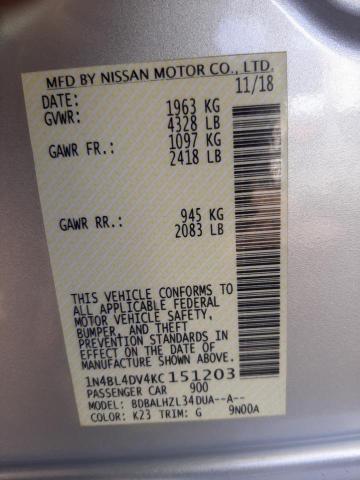 MFD BY NISSAN MOTOR CO., LTD.
DATE: 11/18
GVWR: 1963 KG
4328 LB
GAWR FR.: 1097 KG
2418 LB
GAWR RR.: 945 KG
2083 LB
THIS VEHICLE CONFORMS TO
ALL APPLICABLE FEDERAL
MOTOR VEHICLE SAFETY,
BUMPER, AND THEFT
PREVENTION STANDARDS IN
EFFECT ON THE DATE OF
MANUFACTURE SHOWN ABOVE.
1N4BL4DV4KC151203
PASSENGER CAR 900
MODEL: BDBALHZL34DUA--A--
COLOR: K23 TRIM: G 9N00A